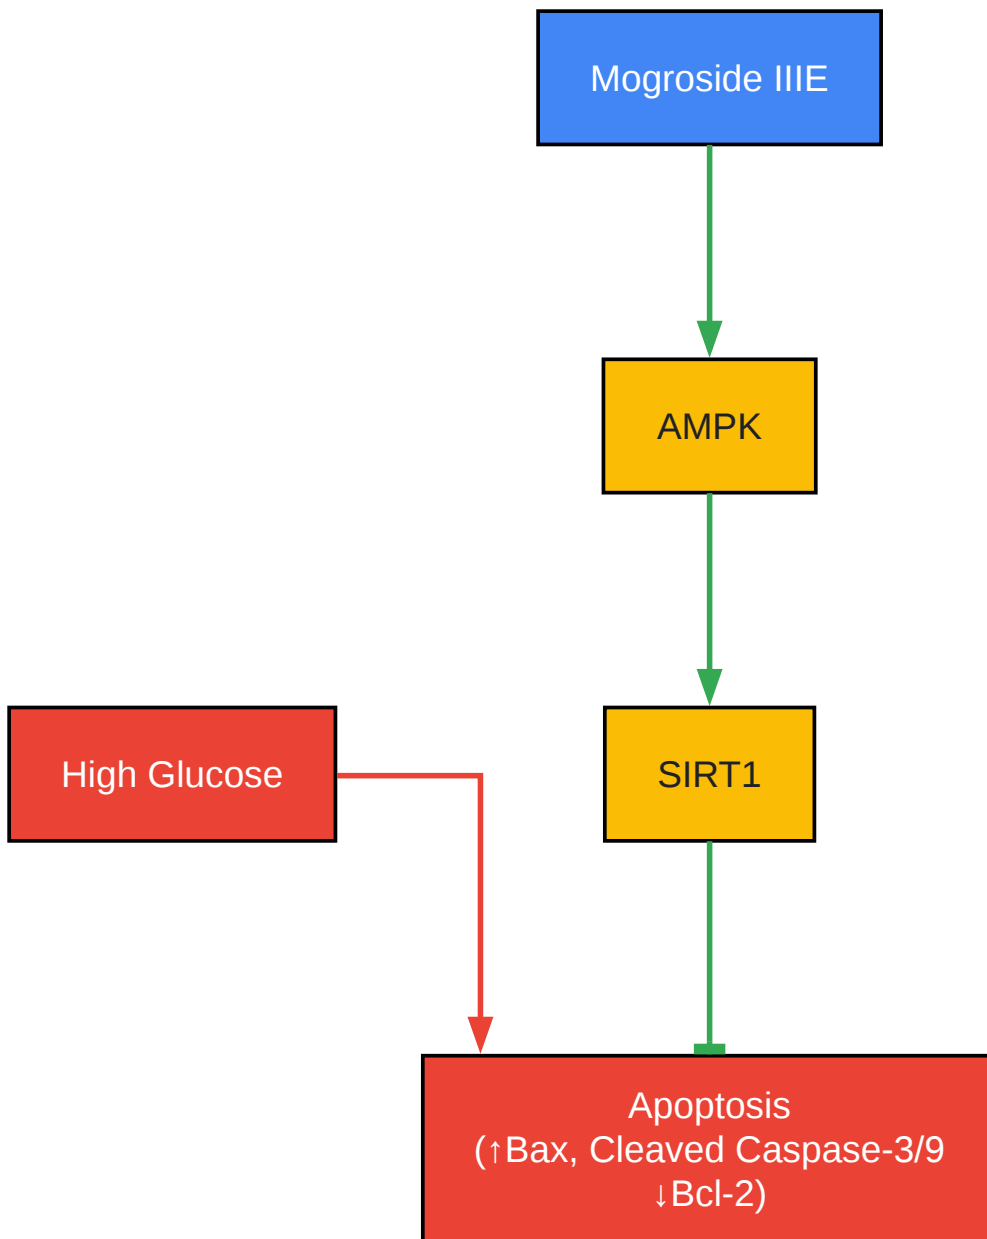 Mogroside IIIE
AMPK
High Glucose
SIRT1
Apoptosis
(↑Bax, Cleaved Caspase-3/9
↓Bcl-2)